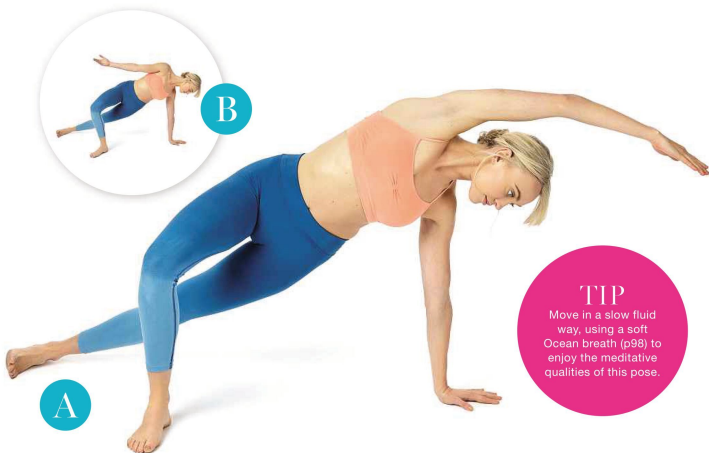 B
TIP
Move in a slow fluid
way, using a soft
Ocean breath (p98) to
enjoy the meditative
qualities of this pose.
A